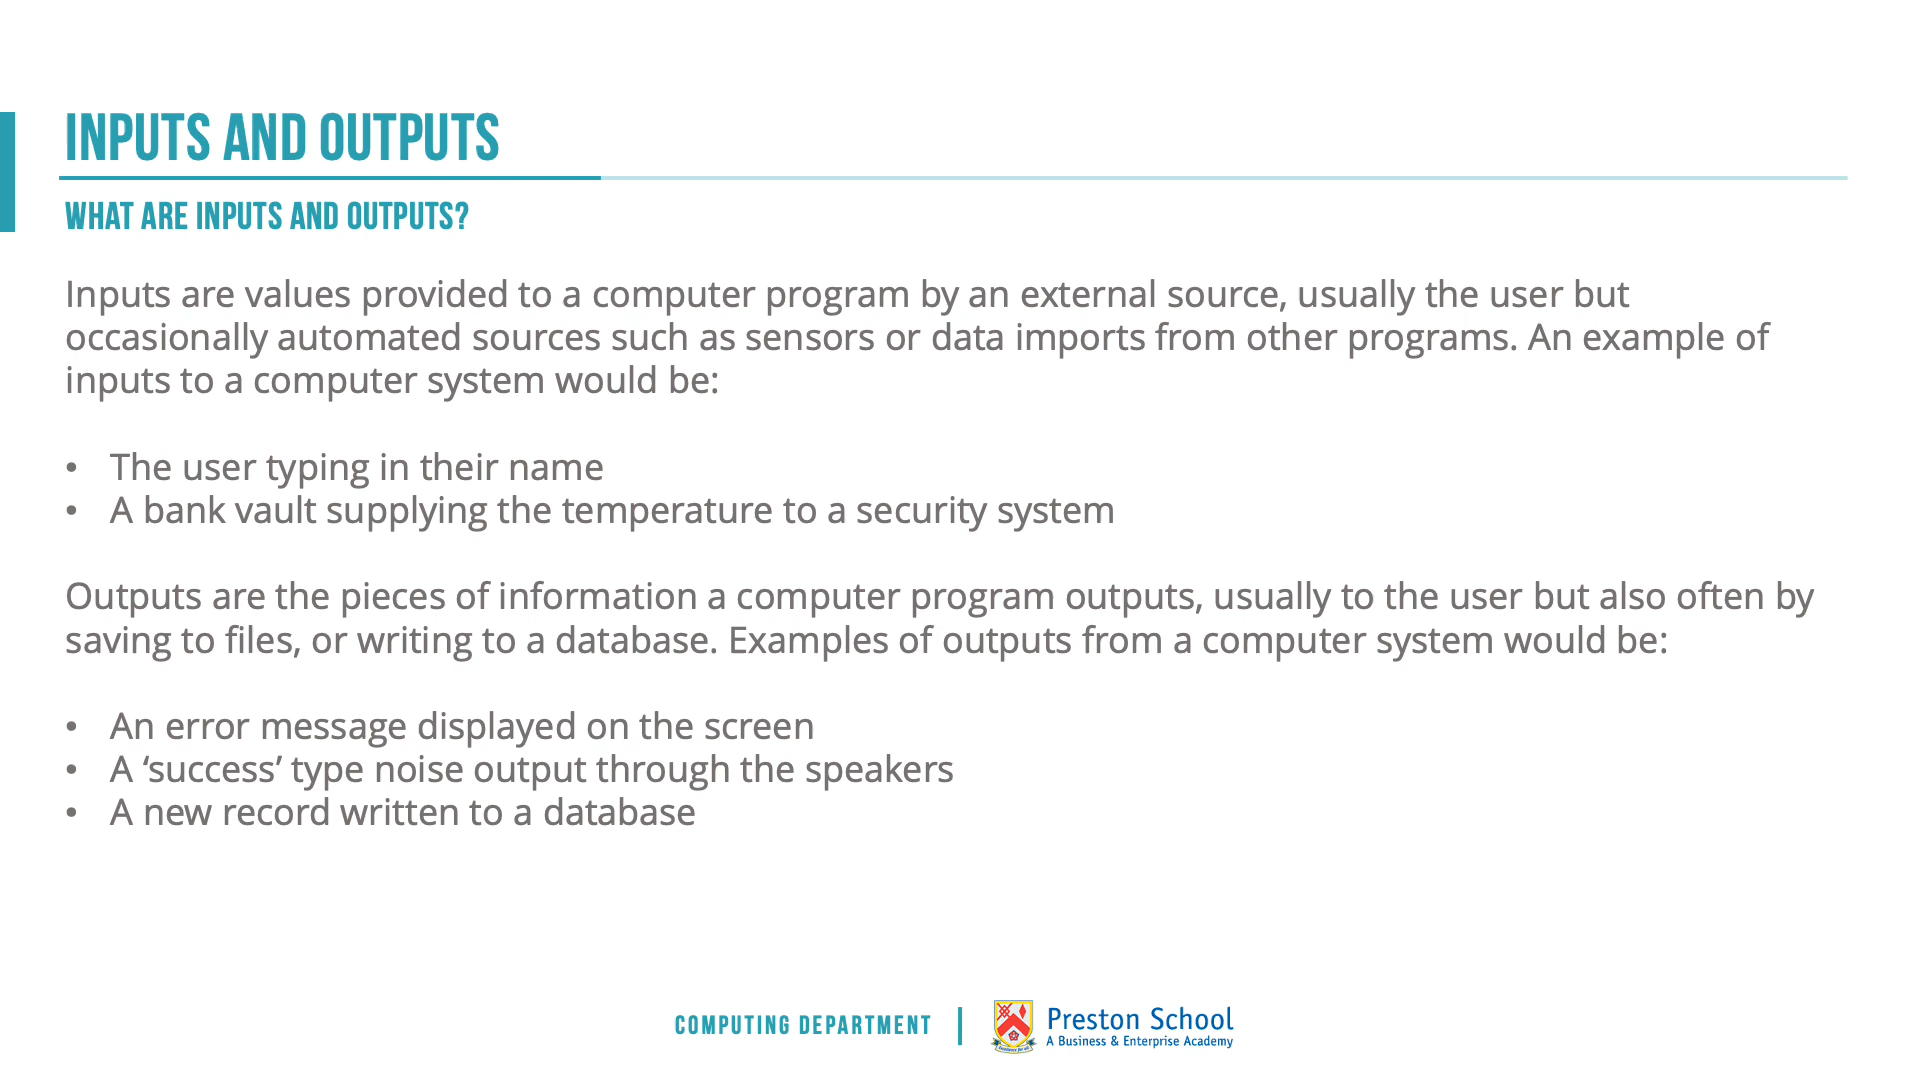 INPUTS AND OUTPUTS
WHAT ARE INPUTS AND OUTPUTS?
Inputs are values provided to a computer program by an external source, usually the user but
occasionally automated sources such as sensors or data imports from other programs. An example of
inputs to a computer system would be:
• The user typing in their name
• A bank vault supplying the temperature to a security system
Outputs are the pieces of information a computer program outputs, usually to the user but also often by
saving to files, or writing to a database. Examples of outputs from a computer system would be:
• An error message displayed on the screen
• A ‘success’ type noise output through the speakers
• A new record written to a database
COMPUTING DEPARTMENT
Preston School
A Business & Enterprise Academy